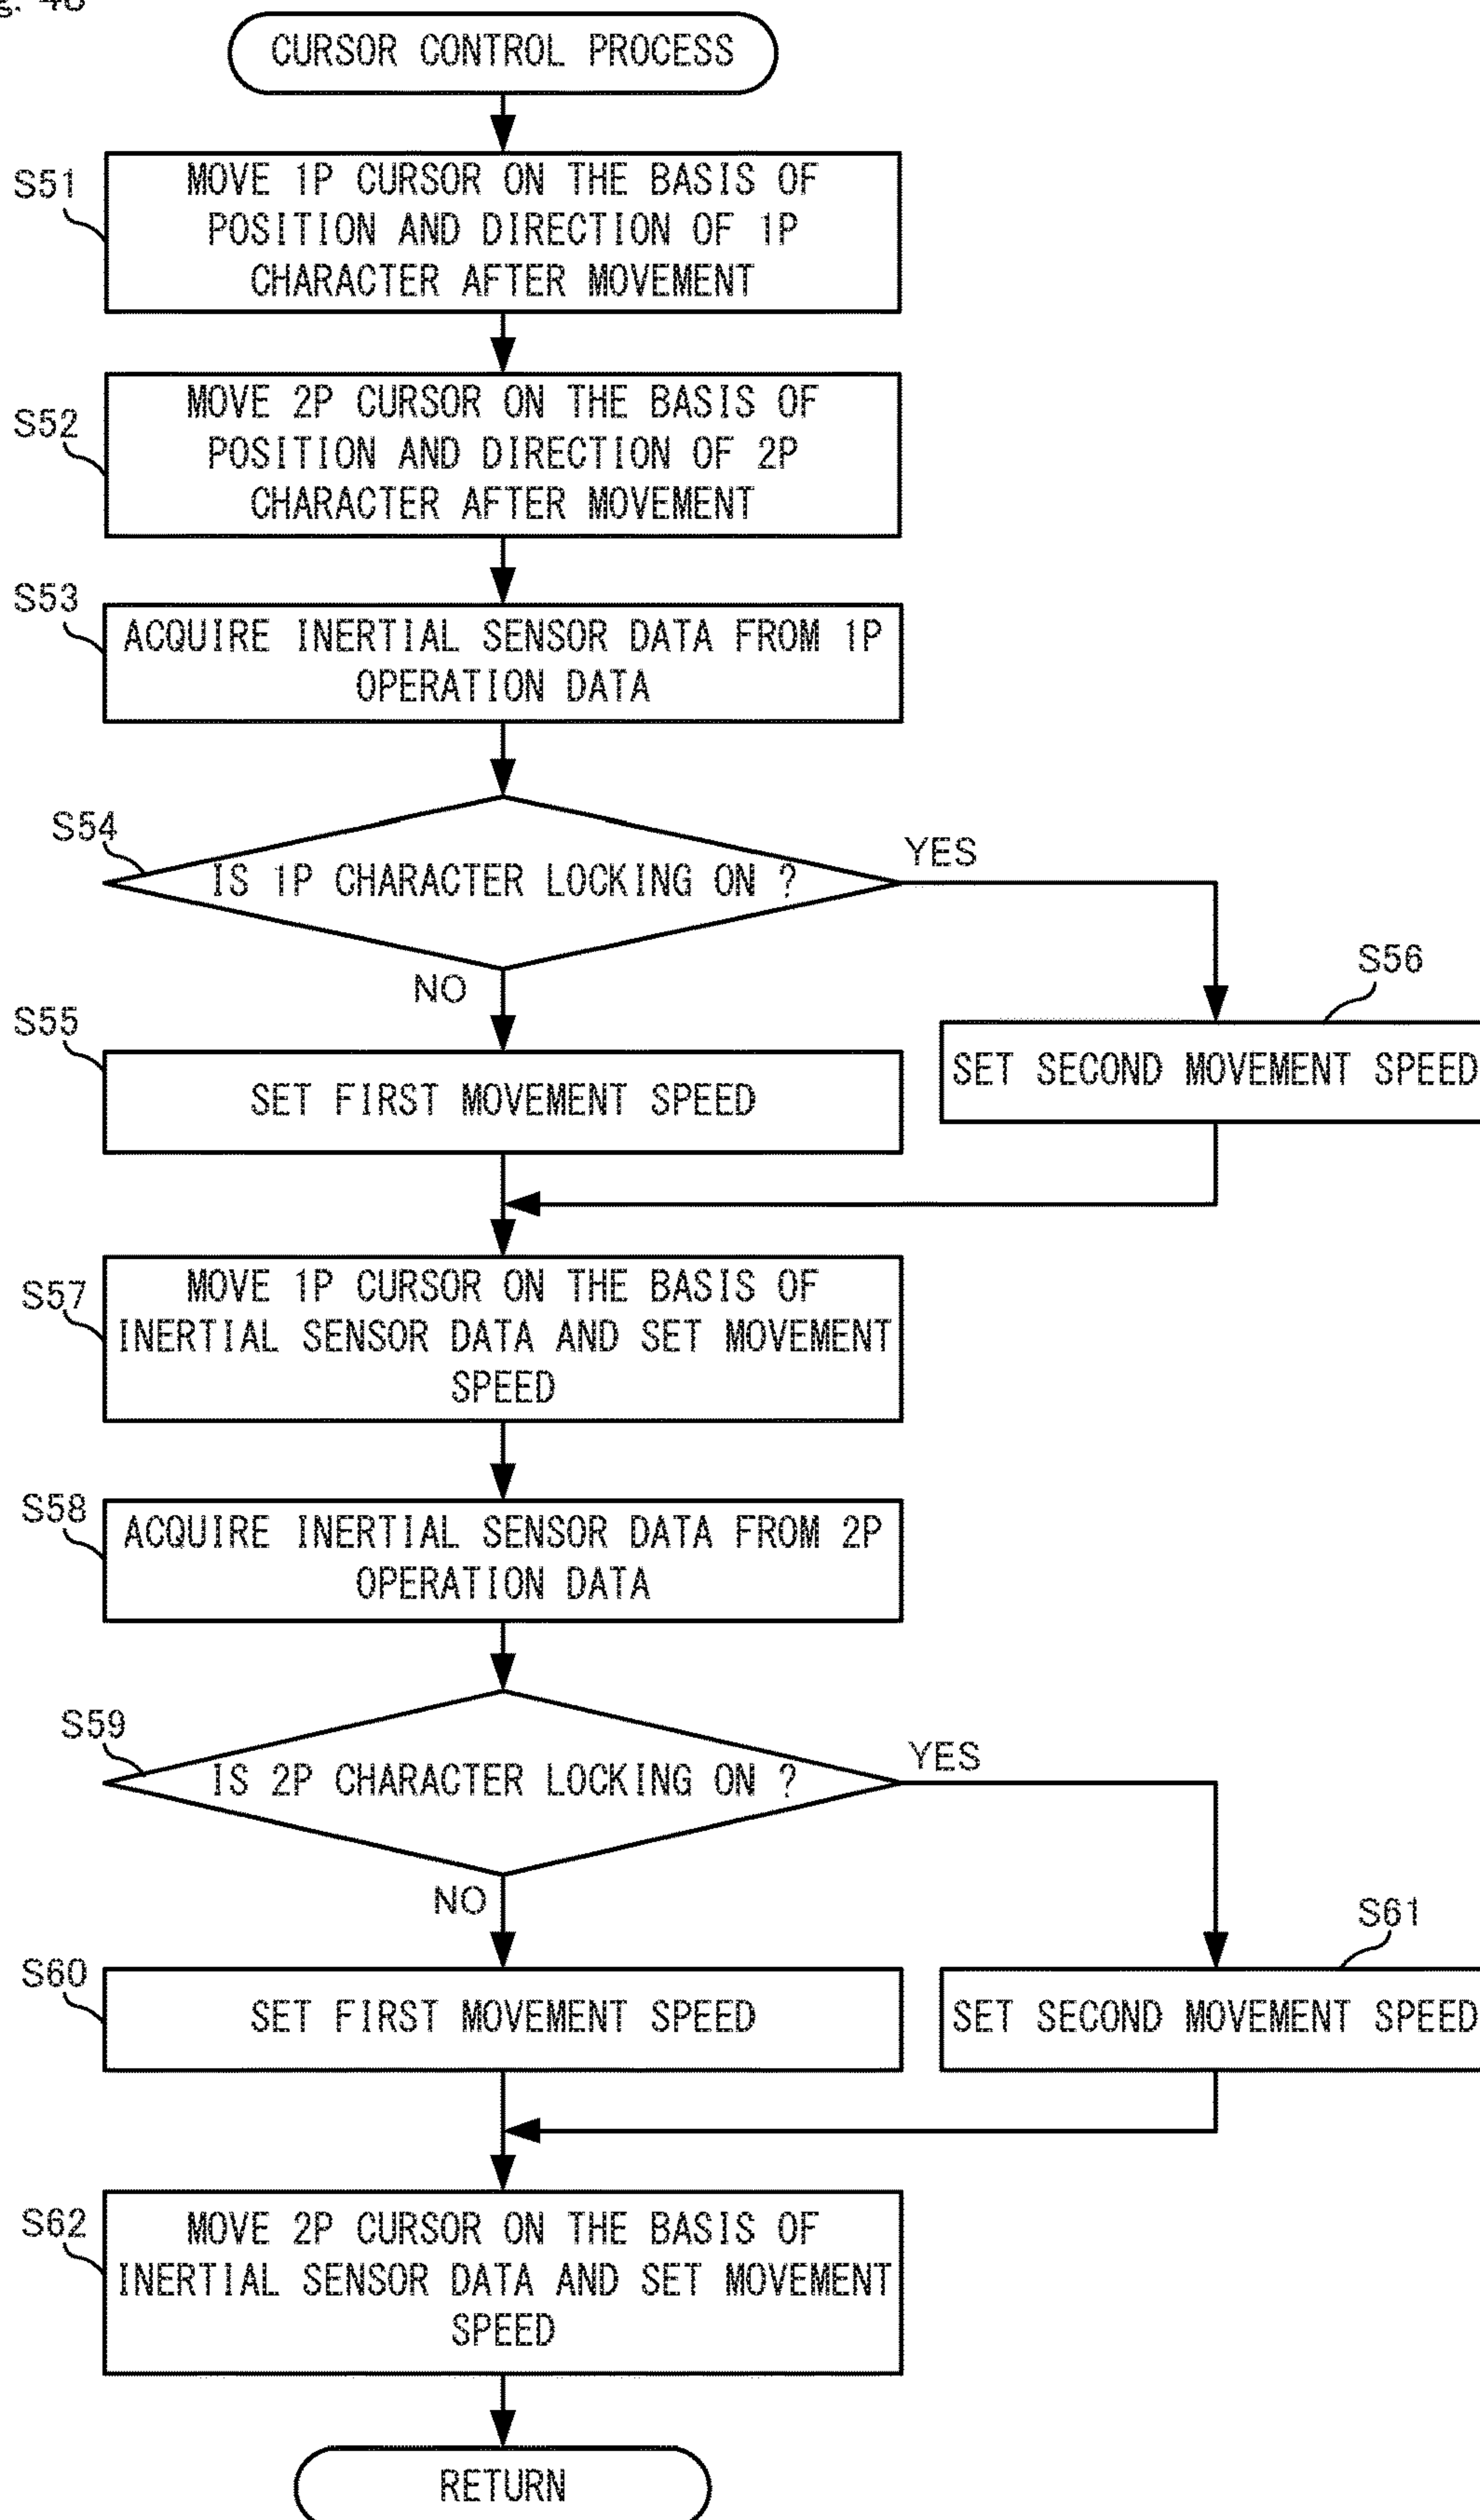 CURSOR CONTROL PROCESS
S51
MOVE 1P CURSOR ON THE BASIS OF
POSITION AND DIRECTION OF 1P
CHARACTER AFTER MOVEMENT
S52
MOVE 2P CURSOR ON THE BASIS OF
POSITION AND DIRECTION OF 2P
CHARACTER AFTER MOVEMENT
S53
ACQUIRE INERTIAL SENSOR DATA FROM 1P
OPERATION DATA
S54
IS 1P CHARACTER LOCKING ON ?
YES
NO
S56
S55
SET FIRST MOVEMENT SPEED
SET SECOND MOVEMENT SPEED
S57
MOVE 1P CURSOR ON THE BASIS OF
INERTIAL SENSOR DATA AND SET MOVEMENT
SPEED
S58
ACQUIRE INERTIAL SENSOR DATA FROM 2P
OPERATION DATA
S59
IS 2P CHARACTER LOCKING ON ?
YES
NO
S61
S60
SET FIRST MOVEMENT SPEED
SET SECOND MOVEMENT SPEED
S62
MOVE 2P CURSOR ON THE BASIS OF
INERTIAL SENSOR DATA AND SET MOVEMENT
SPEED
RETURN